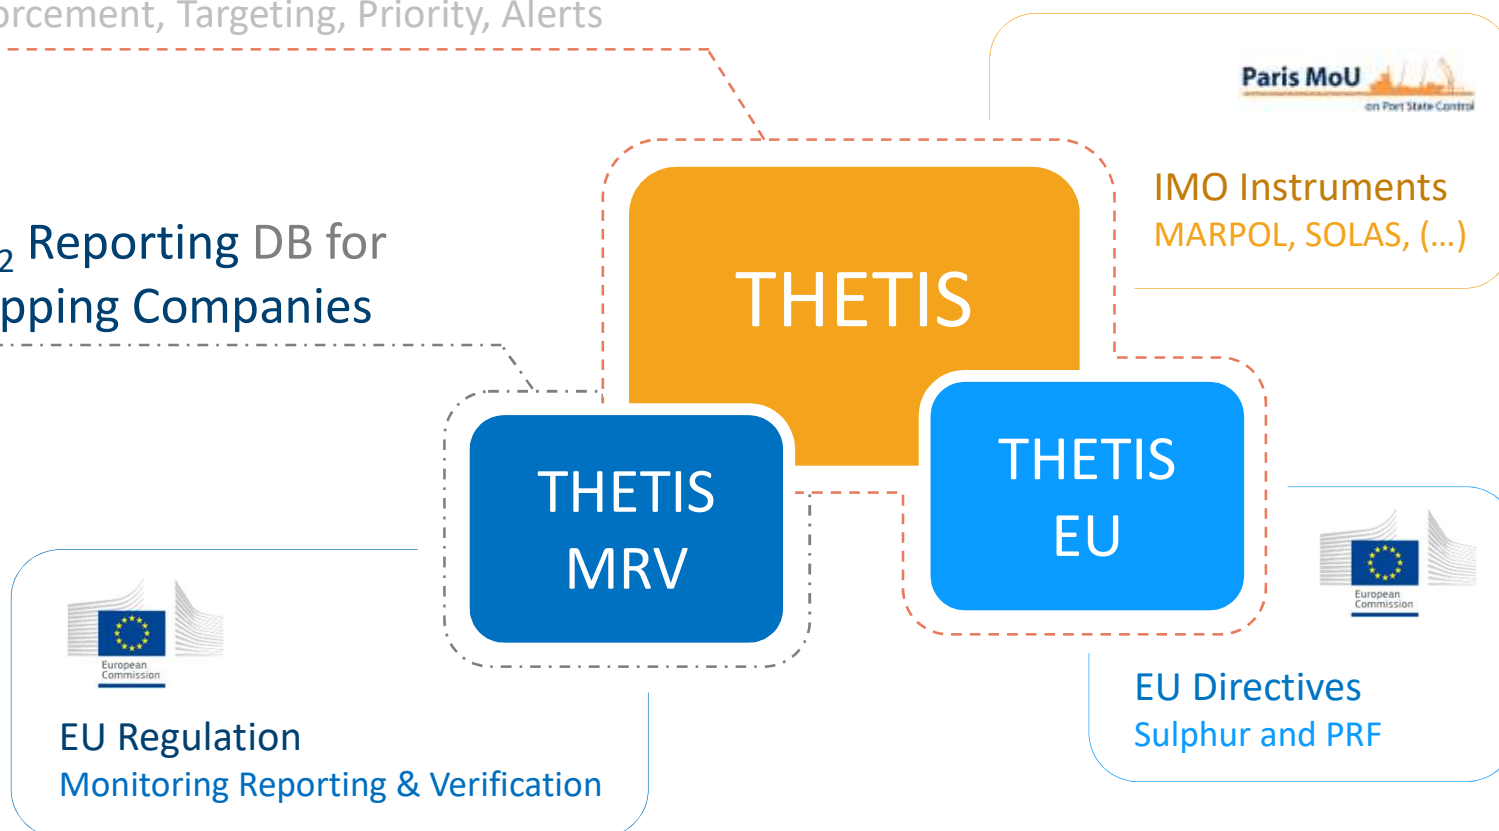 orcement, Targeting, Priority, Alerts
Paris MoU
on Port State Control
IMO Instruments
MARPOL, SOLAS, (...)
2 Reporting DB for
pping Companies
THETIS
THETIS
MRV
THETIS
EU
European
Commission
EU Regulation
Monitoring Reporting & Verification
European
Commission
EU Directives
Sulphur and PRF